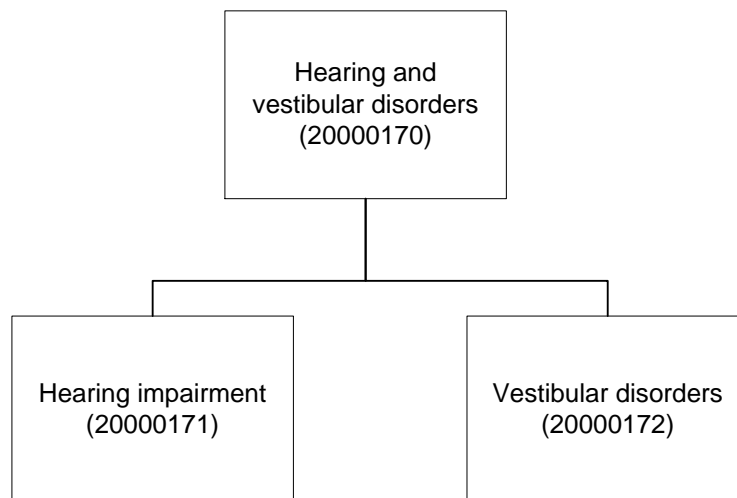 Hearing and
vestibular disorders
(20000170)
Hearing impairment
(20000171)
Vestibular disorders
(20000172)